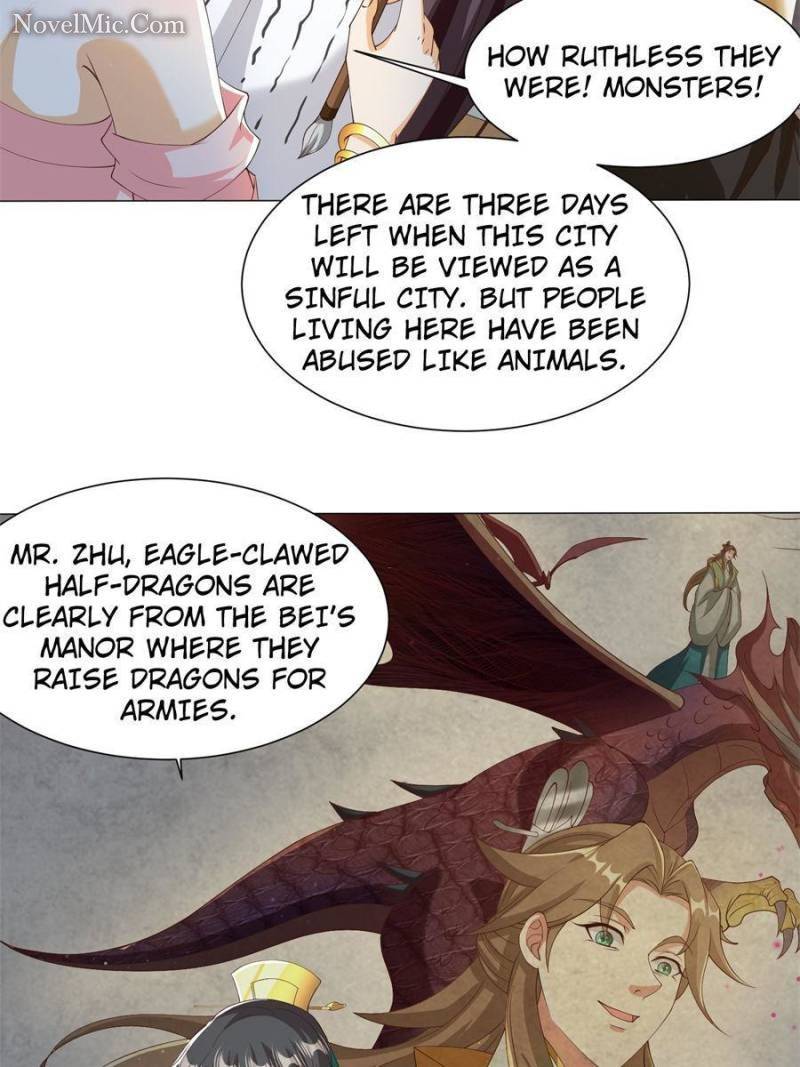 NovelMic.Com
HOW RUTHLESS THEY
WERE! MONSTERS!
THERE ARE THREE DAYS
LEFT WHEN THIS CITY
WILL BE VIEWED AS A
SINFUL CITY. BUT PEOPLE
LIVING HERE HAVE BEEN
ABUSED LIKE ANIMALS.
MR. ZHU, EAGLE-CLAWED
HALF-DRAGONS ARE
CLEARLY FROM THE BEI'S
MANOR WHERE THEY
RAISE DRAGONS FOR
ARMIES.